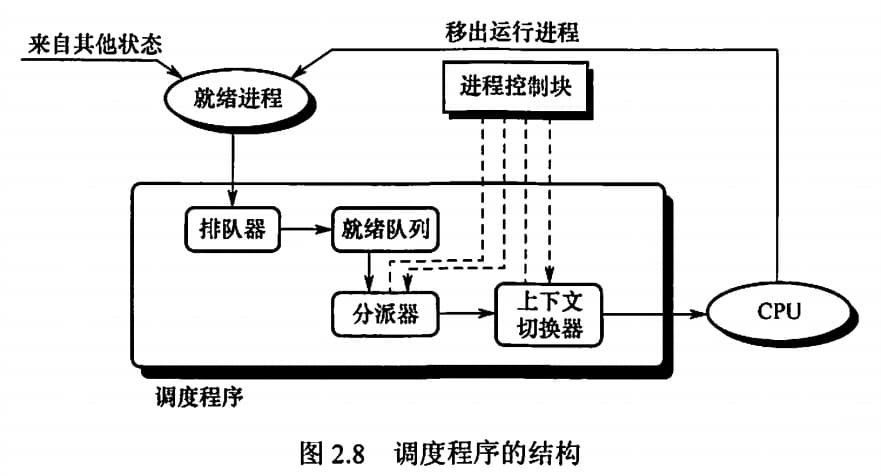 移出运行进程
来自其他状态
就绪进程
进程控制块
排队器
就绪队列
分派器
上下文
切换器
CPU
调度程序
图 2.8 调度程序的结构